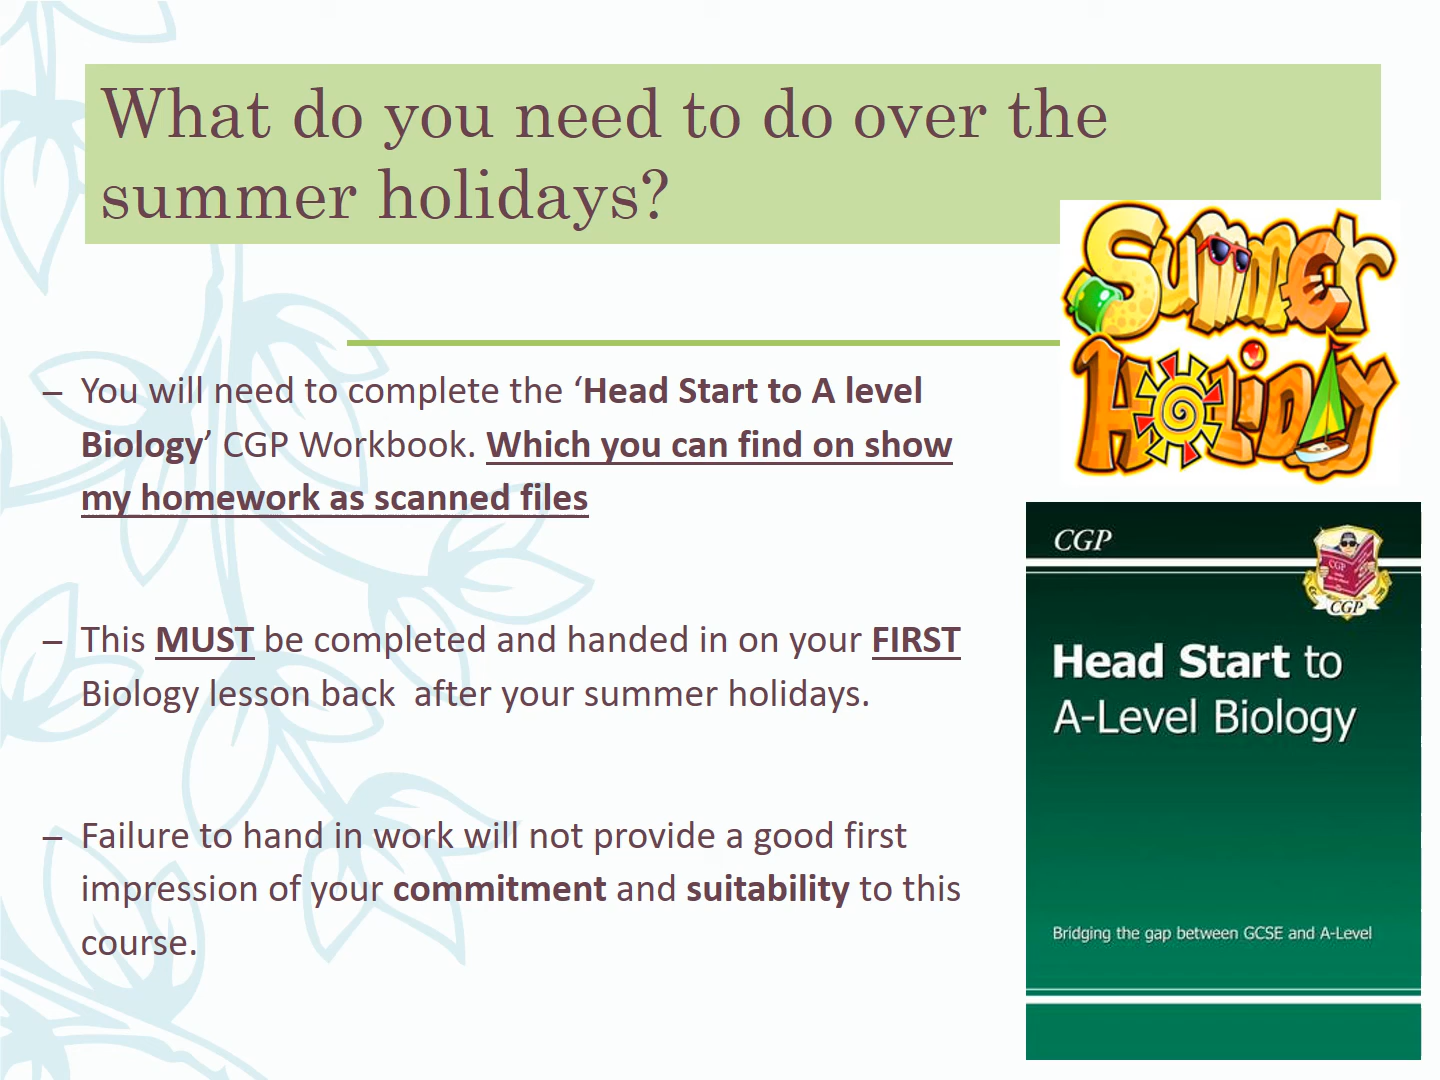 What do you need to do over the
summer holidays?
Summer
Holiday
– You will need to complete the ‘Head Start to A level
Biology’ CGP Workbook. Which you can find on show
my homework as scanned files
– This MUST be completed and handed in on your FIRST
Biology lesson back  after your summer holidays.
– Failure to hand in work will not provide a good first
impression of your commitment and suitability to this
course.
CGP
CGP
CGP
Head Start to
A-Level Biology
Bridging the gap between GCSE and A-Level